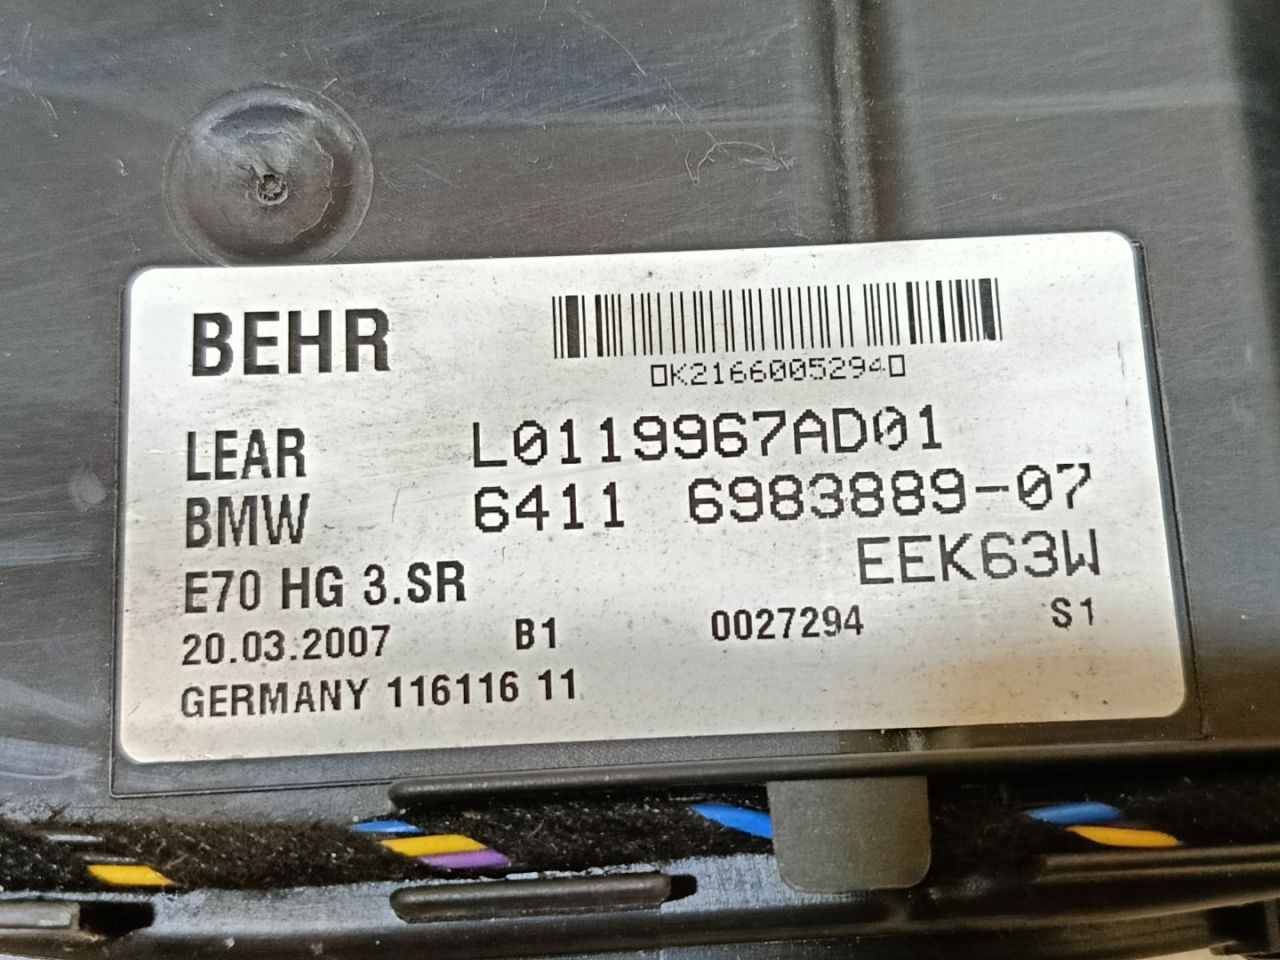 BEHR
▯K2166005294▯
LEAR L0119967AD01
BMW 6411 6983889-07
EEK63W
E70 HG 3.SR
20.03.2007 B1 0027294 S1
GERMANY 116116 11